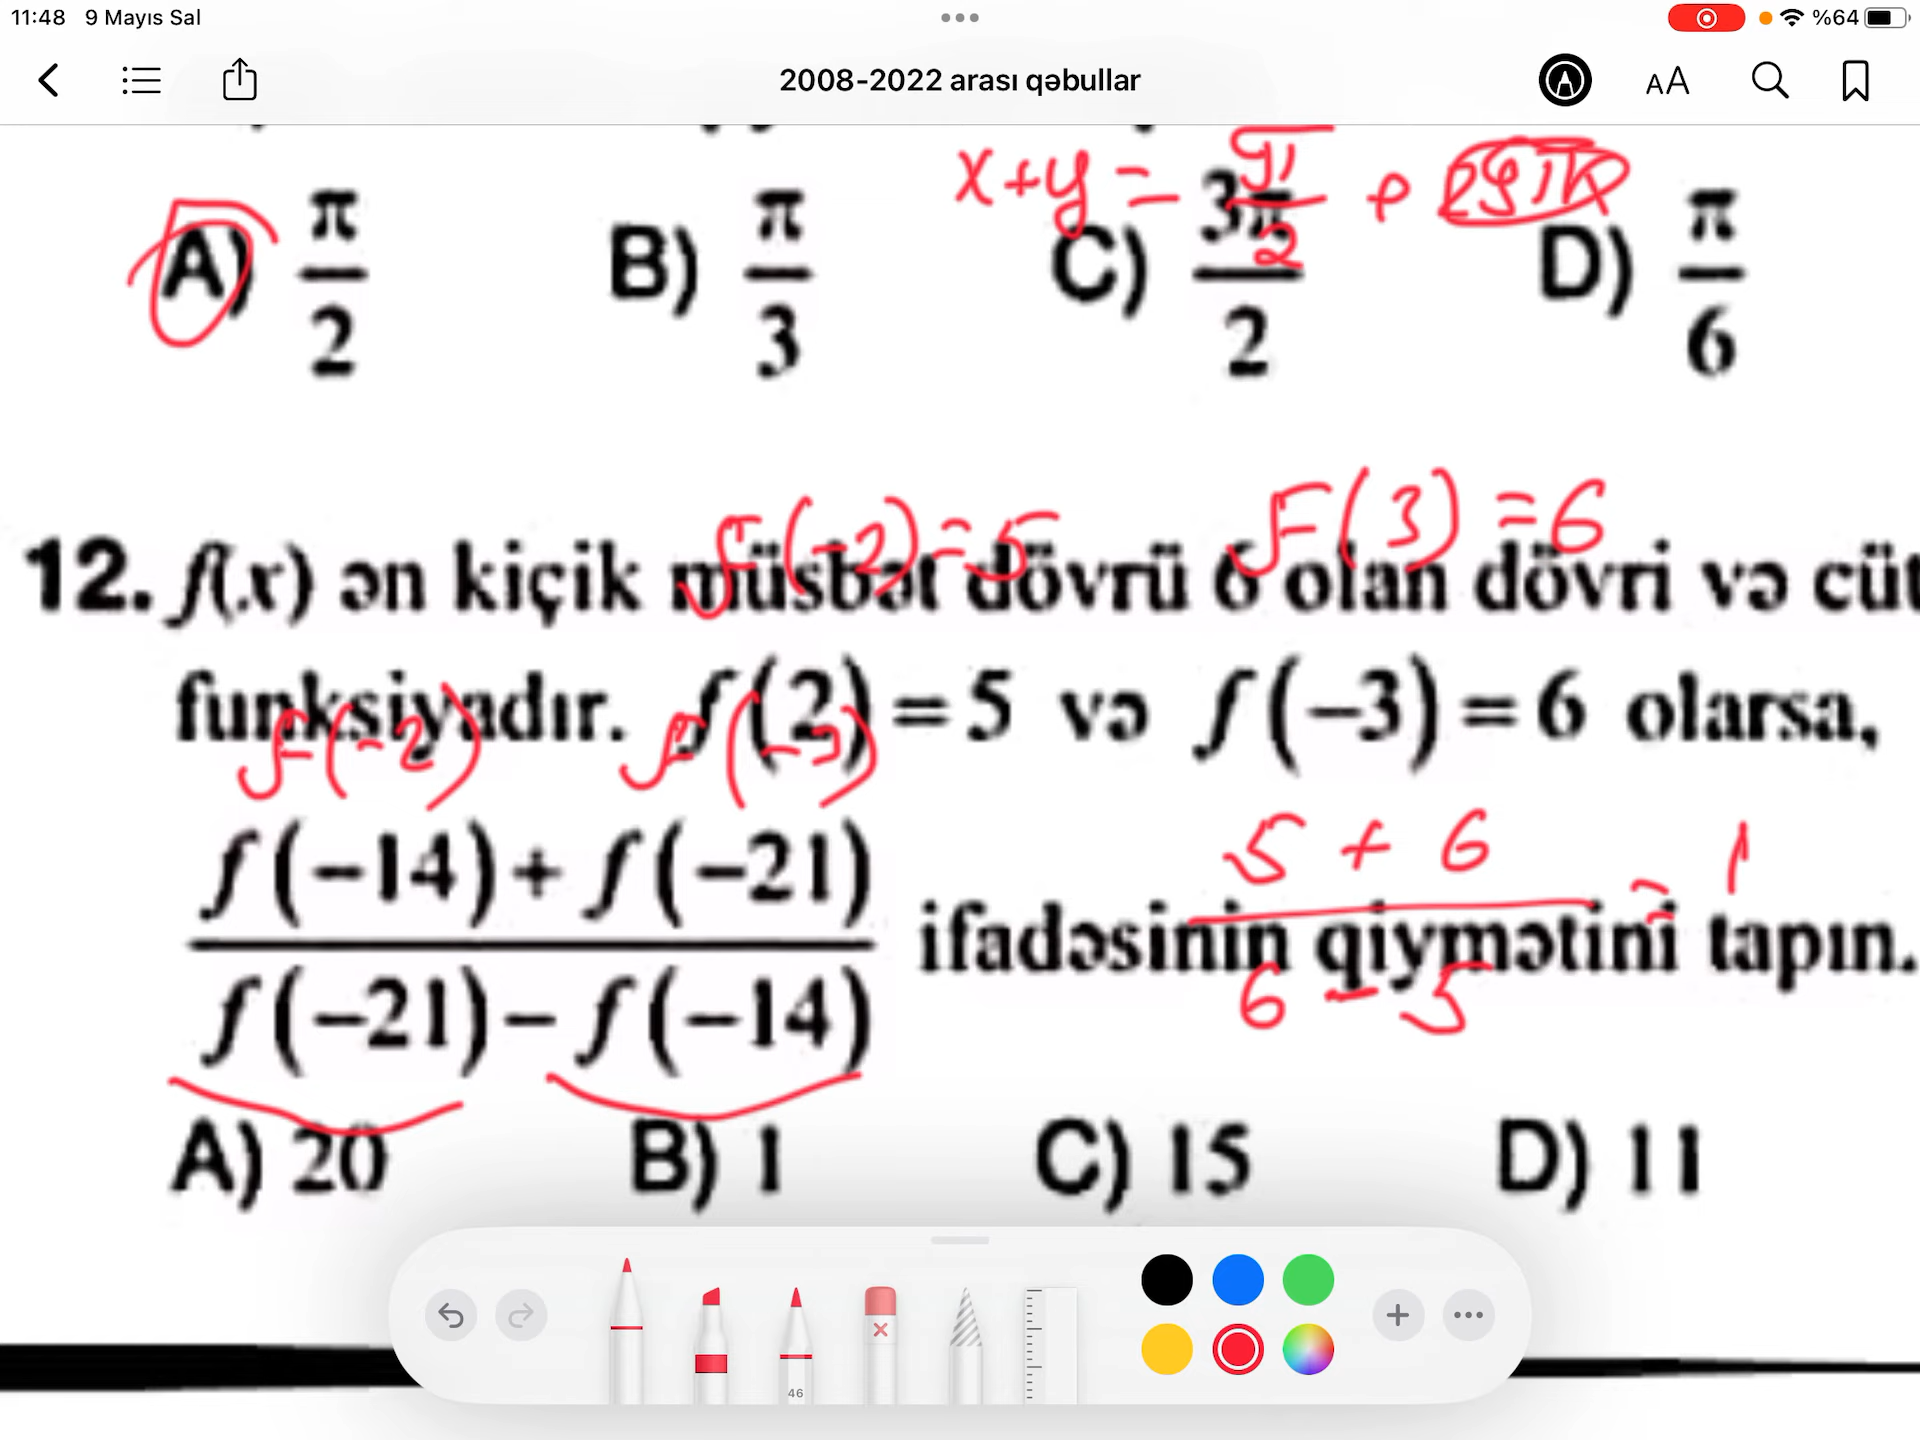 11:48 9 Mayıs Sal
%64
2008-2022 arası qəbullar
AA
x+y = π/2 + 2πk
A) π/2 B) π/3 C) 3π/2 D) π/6
F(-2)=5 F(3)=6
12. f(x) ən kiçik müsbət dövrü 6 olan dövri və cüt
funksiyadır. f(2)=5 və f(-3)=6 olarsa,
F(-2) F(-3)
f(-14)+f(-21)
5 + 6 = 1
ifadəsinin qiymətini tapın.
f(-21)-f(-14)
6 - 5
A) 20 B) 1 C) 15 D) 11
46